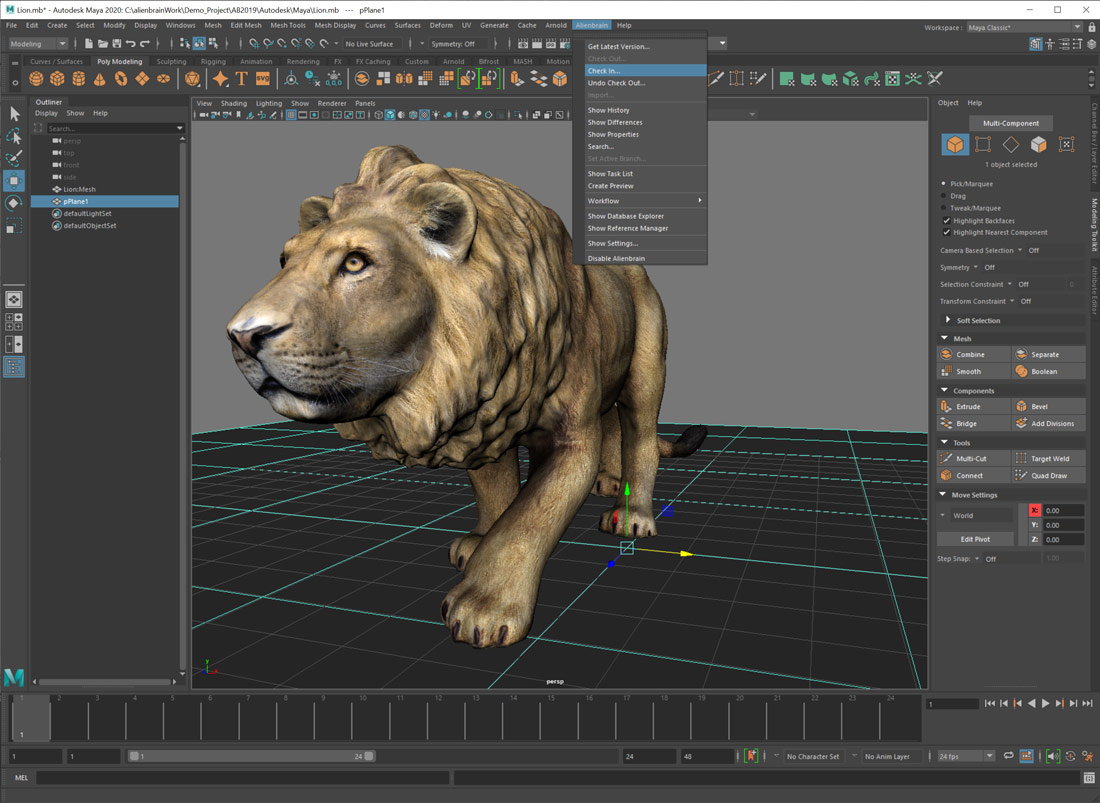 Lion.mb* - Autodesk Maya 2020: C:\alienbrainWork\Demo_Project\AB2019\Autodesk\Maya\Lion.mb --- pPlane1
File Edit Create Select Modify Display Windows Mesh Edit Mesh Mesh Tools Mesh Display Curves Surfaces Deform UV Generate Cache Arnold Alienbrain Help
Workspace: Maya Classic*
Modeling
No Live Surface
Symmetry: Off
Curves / Surfaces Poly Modeling Sculpting Rigging Animation Rendering FX FX Caching Custom Arnold Bifrost MASH Motion
Get Latest Version...
Check Out...
Check In...
Undo Check Out...
Import...
Show History
Show Differences
Show Properties
Search...
Set Active Branch...
Show Task List
Create Preview
Workflow
Show Database Explorer
Show Reference Manager
Show Settings...
Disable Alienbrain
Outliner
Display Show Help
Search...
persp
top
front
side
Lion:Mesh
pPlane1
defaultLightSet
defaultObjectSet
View Shading Lighting Show Renderer Panels
persp
Object Help
Multi-Component
1 object selected
Pick/Marquee
Drag
Tweak/Marquee
Highlight Backfaces
Highlight Nearest Component
Camera Based Selection Off
Symmetry Off
Selection Constraint Off
Transform Constraint Off
Soft Selection
Mesh
Combine Separate
Smooth Boolean
Components
Extrude Bevel
Bridge Add Divisions
Tools
Multi-Cut Target Weld
Connect Quad Draw
Move Settings
World
X: 0.00
Y: 0.00
Edit Pivot
Z: 0.00
Step Snap: Off 1.00
Channel Box / Layer Editor
Modeling Toolkit
Attribute Editor
1 2 3 4 5 6 7 8 9 10 11 12 13 14 15 16 17 18 19 20 21 22 23 24
1
1
1 1 1 24 24 48 No Character Set No Anim Layer 24 fps
MEL